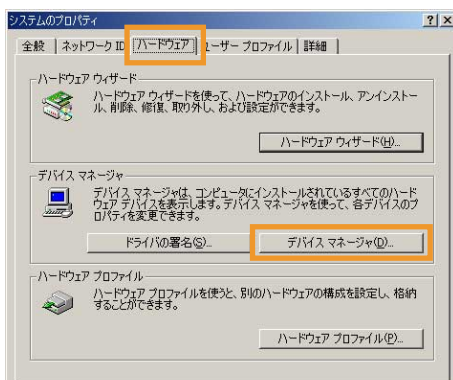 システムのプロパティ
全般 ネットワーク ID ハードウェア ユーザー プロファイル 詳細
ハードウェア ウィザード
ハードウェア ウィザードを使って、ハードウェアのインストール、アンインストー
ル、削除、修復、取り外し、および設定ができます。
ハードウェア ウィザード(H)...
デバイス マネージャ
デバイス マネージャは、コンピュータにインストールされているすべてのハード
ウェア デバイスを表示します。デバイス マネージャを使って、各デバイスのプ
ロパティを変更できます。
ドライバの署名(S)...
デバイス マネージャ(D)...
ハードウェア プロファイル
ハードウェア プロファイルを使うと、別のハードウェアの構成を設定し、格納
することができます。
ハードウェア プロファイル(P)...